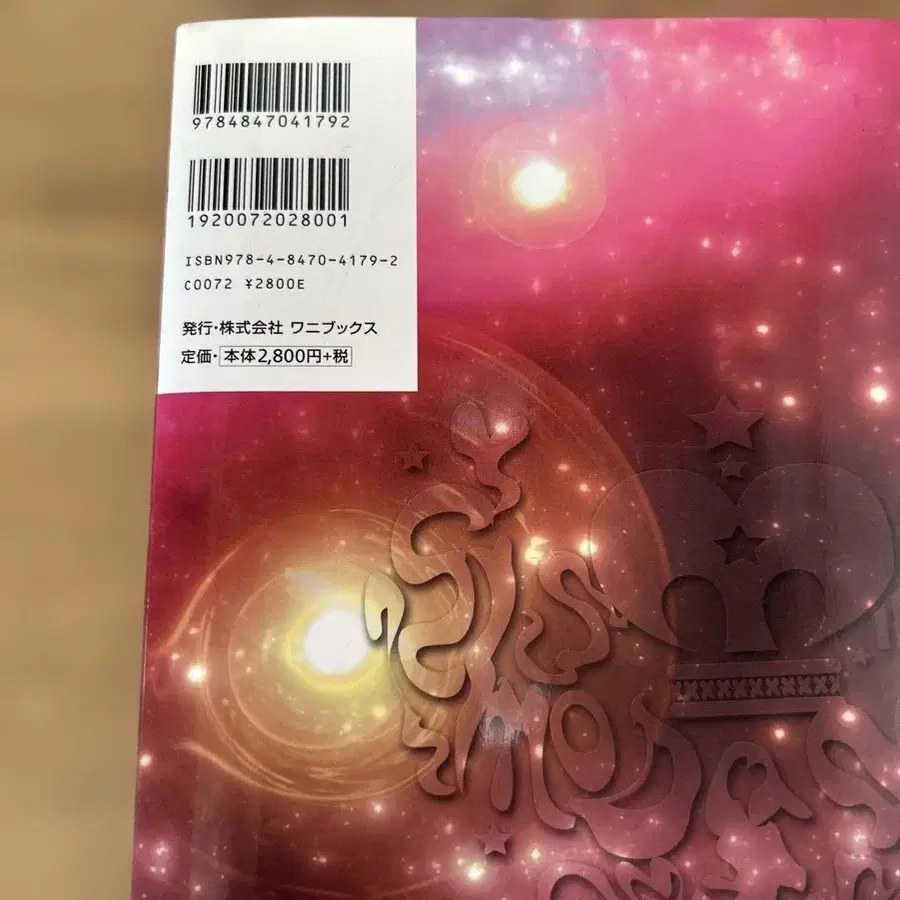 9784847041792
1920072028001
ISBN978-4-8470-4179-2
C0072 ¥2800E
発行・株式会社 ワニブックス
定価・本体2,800円+税